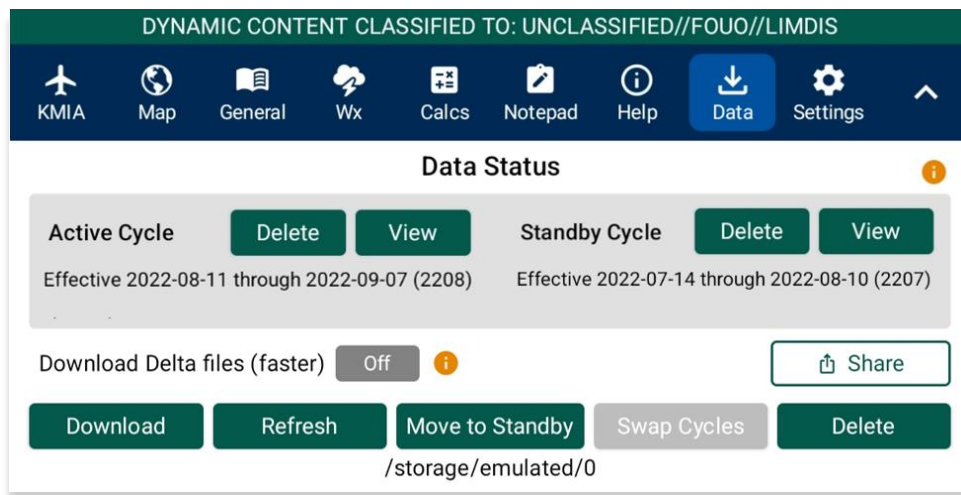 DYNAMIC CONTENT CLASSIFIED TO: UNCLASSIFIED//FOUO//LIMDIS
KMIA Map General Wx Calcs Notepad Help Data Settings
Data Status
Active Cycle Delete View Standby Cycle Delete View
Effective 2022-08-11 through 2022-09-07 (2208) Effective 2022-07-14 through 2022-08-10 (2207)
Download Delta files (faster) Off Share
Download Refresh Move to Standby Swap Cycles Delete
/storage/emulated/0